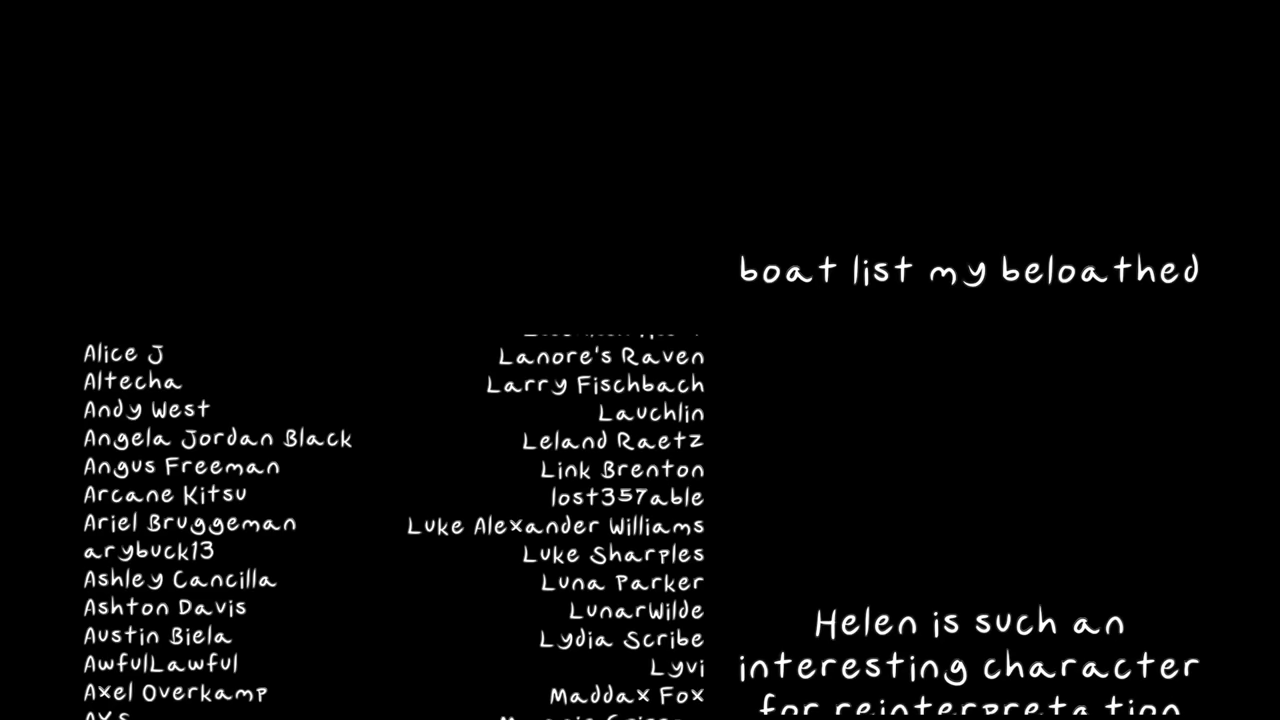 boat list my beloathed
Alice J
Altecha
Andy West
Angela Jordan Black
Angus Freeman
Arcane Kitsu
Ariel Bruggeman
arybuck13
Ashley Cancilla
Ashton Davis
Austin Biela
AwfulLawful
Axel Overkamp
Lanore's Raven
Larry Fischbach
Lauchlin
Leland Raetz
Link Brenton
lost357able
Luke Alexander Williams
Luke Sharples
Luna Parker
LunarWilde
Lydia Scribe
Lyvi
Maddax Fox
Helen is such an
interesting character
for reinterpretation